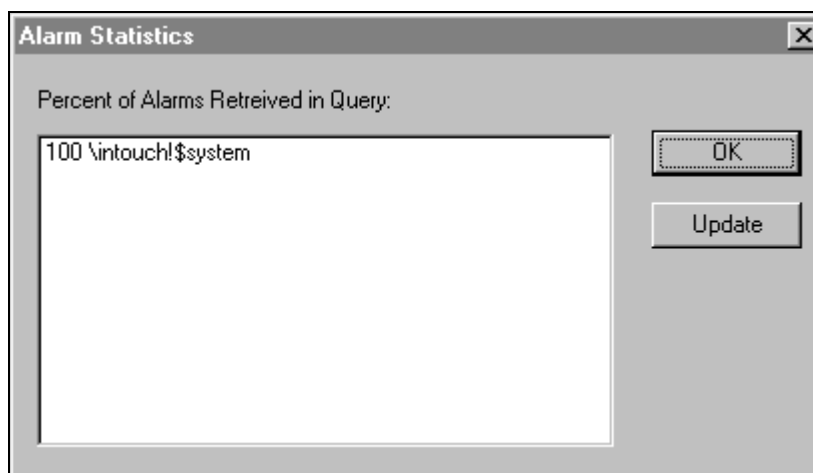 Alarm Statistics
Percent of Alarms Retreived in Query:
100 \intouch!$system
OK
Update